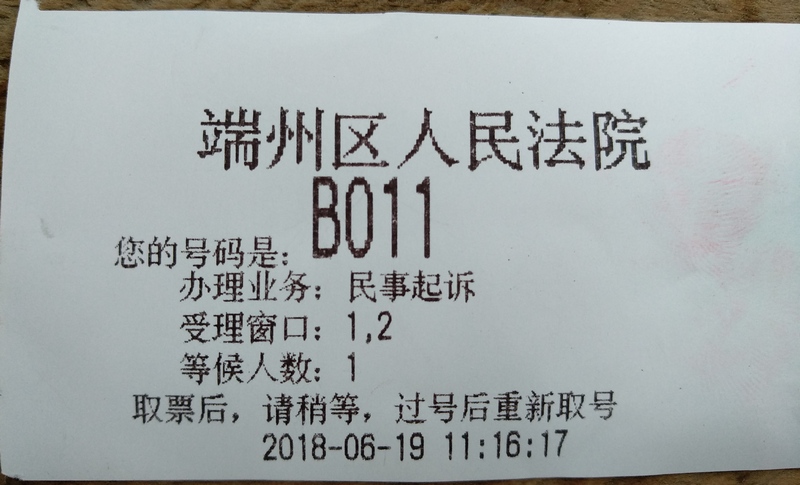 端州区人民法院
您的号码是：B011
办理业务：民事起诉
受理窗口：1,2
等候人数：1
取票后，请稍等，过号后重新取号
2018-06-19 11:16:17